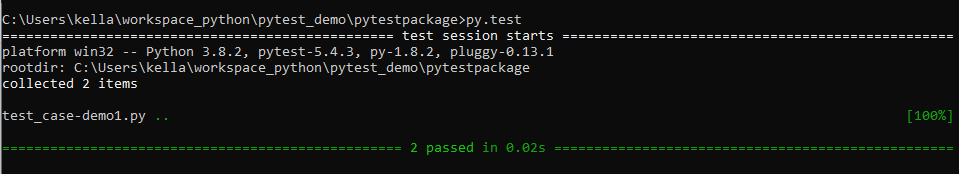 C:\Users\kella\workspace_python\pytest_demo\pytestpackage>py.test
================================================== test session starts ==================================================
platform win32 -- Python 3.8.2, pytest-5.4.3, py-1.8.2, pluggy-0.13.1
rootdir: C:\Users\kella\workspace_python\pytest_demo\pytestpackage
collected 2 items
test_case-demo1.py .. [100%]
================================================== 2 passed in 0.02s ==================================================